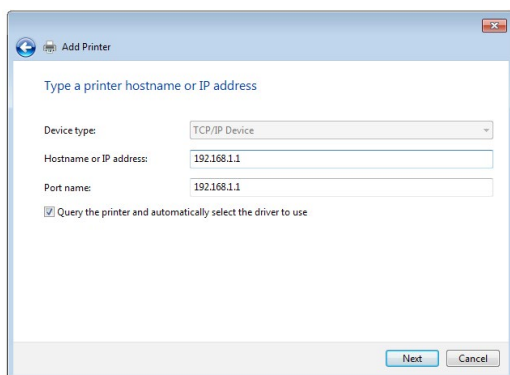 Add Printer
Type a printer hostname or IP address
Device type: TCP/IP Device
Hostname or IP address: 192.168.1.1
Port name: 192.168.1.1
Query the printer and automatically select the driver to use
Next Cancel